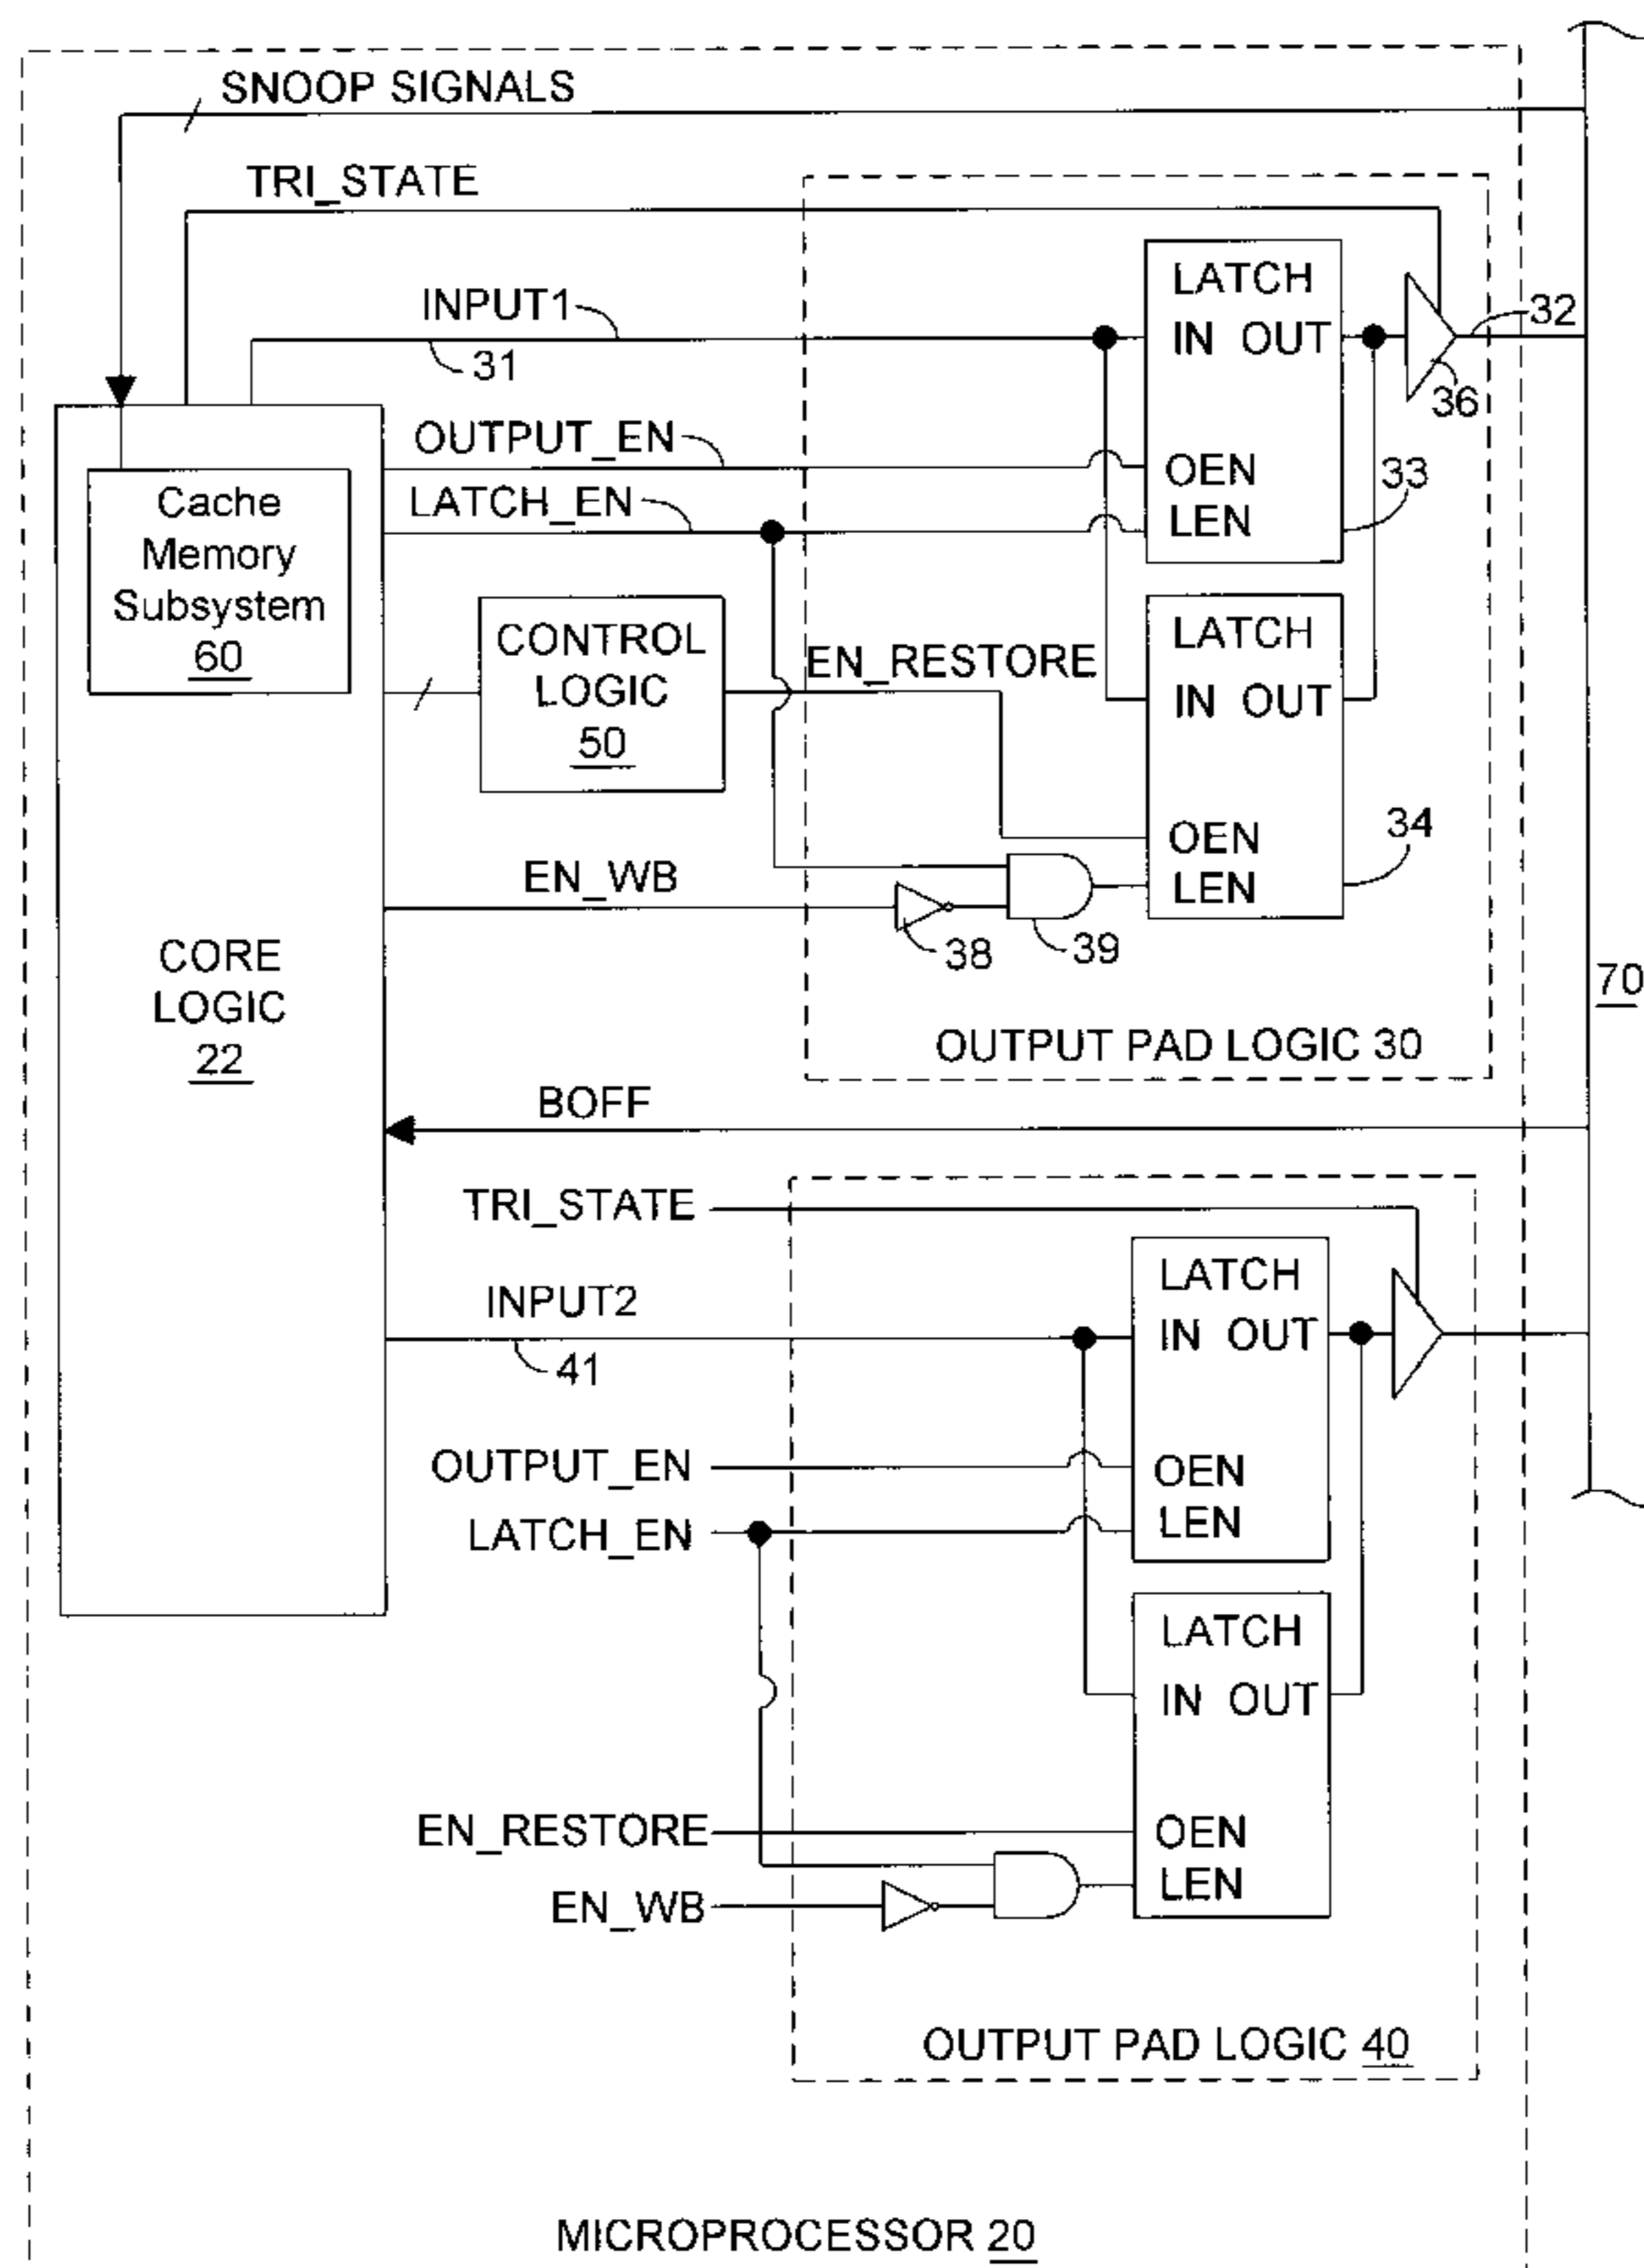 SNOOP SIGNALS
TRI_STATE
INPUT1
31
LATCH
IN OUT
OEN
LEN
32
36
33
OUTPUT_EN
LATCH_EN
Cache
Memory
Subsystem
60
CONTROL
LOGIC
50
EN_RESTORE
LATCH
IN OUT
OEN
LEN
34
EN_WB
38
39
CORE
LOGIC
22
70
OUTPUT PAD LOGIC 30
BOFF
TRI_STATE
INPUT2
41
LATCH
IN OUT
OEN
LEN
OUTPUT_EN
LATCH_EN
LATCH
IN OUT
OEN
LEN
EN_RESTORE
EN_WB
OUTPUT PAD LOGIC 40
MICROPROCESSOR 20